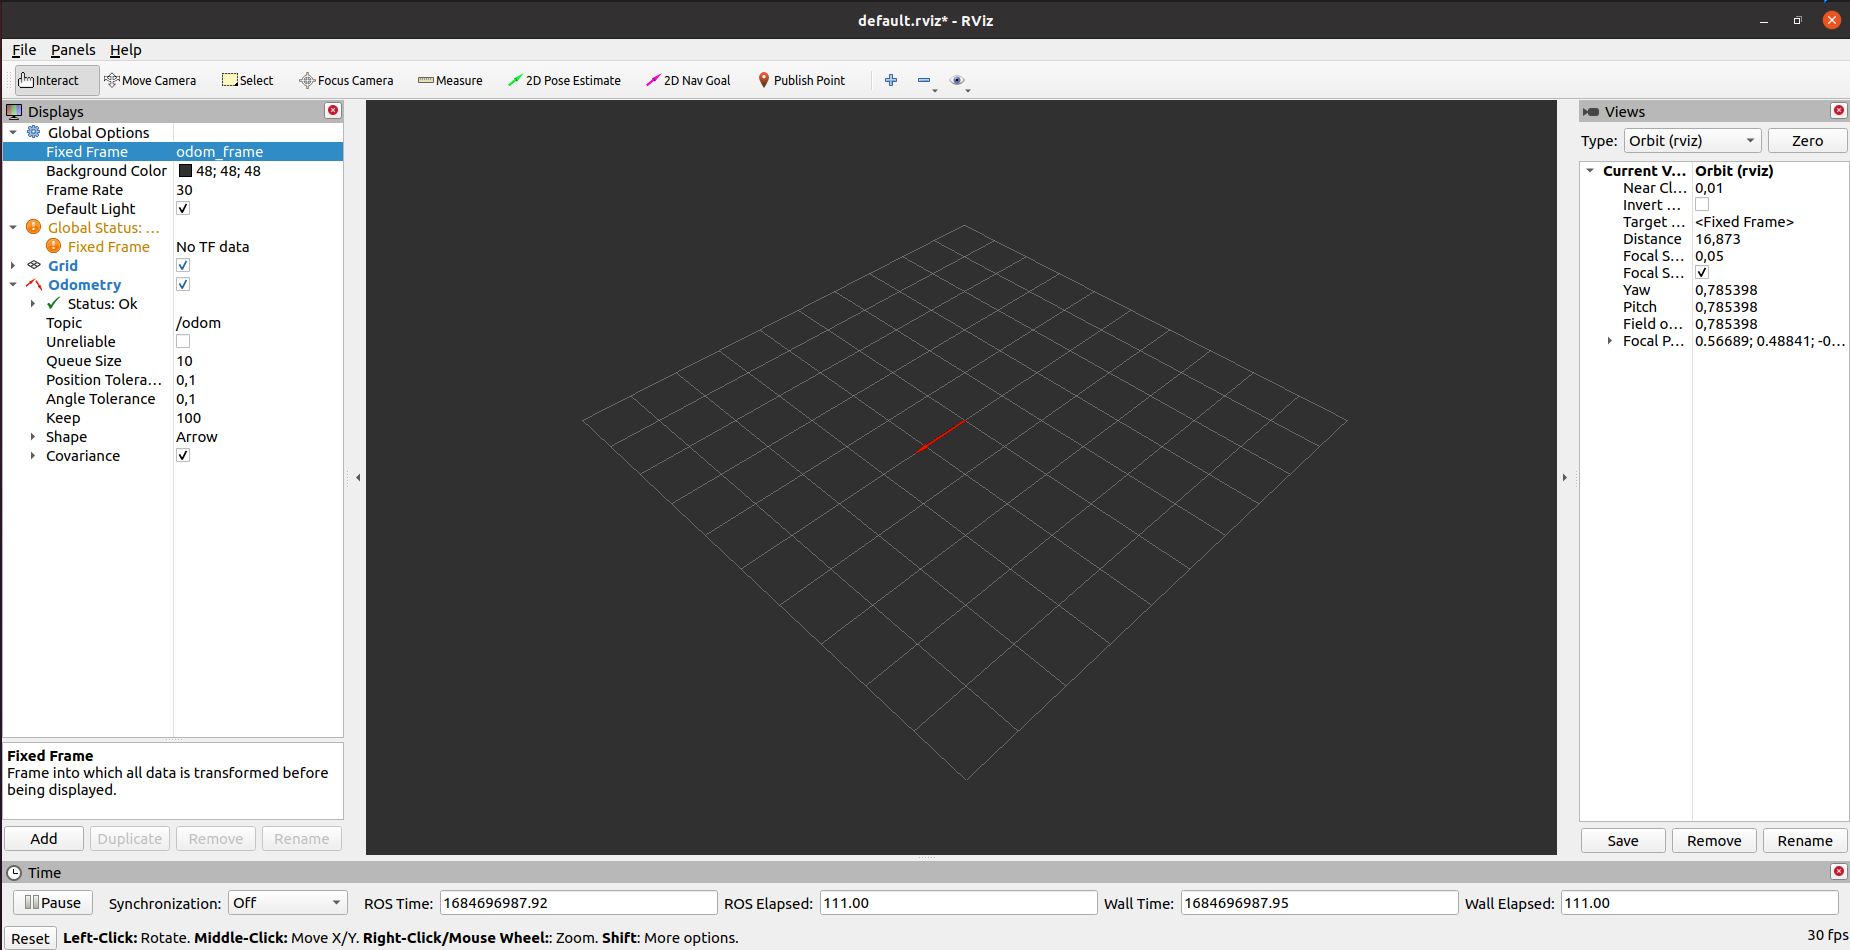 default.rviz* - RViz
File Panels Help
Interact Move Camera Select Focus Camera Measure 2D Pose Estimate 2D Nav Goal Publish Point
Displays
Global Options
Fixed Frame odom_frame
Background Color 48; 48; 48
Frame Rate 30
Default Light
Global Status: ...
Fixed Frame No TF data
Grid
Odometry
Status: Ok
Topic /odom
Unreliable
Queue Size 10
Position Tolera... 0,1
Angle Tolerance 0,1
Keep 100
Shape Arrow
Covariance
Fixed Frame
Frame into which all data is transformed before
being displayed.
Add Duplicate Remove Rename
Views
Type: Orbit (rviz) Zero
Current V... Orbit (rviz)
Near Cl... 0,01
Invert ...
Target ... <Fixed Frame>
Distance 16,873
Focal S... 0,05
Focal S...
Yaw 0,785398
Pitch 0,785398
Field o... 0,785398
Focal P... 0.56689; 0.48841; -0...
Save Remove Rename
Time
Pause Synchronization: Off ROS Time: 1684696987.92 ROS Elapsed: 111.00 Wall Time: 1684696987.95 Wall Elapsed: 111.00
Reset Left-Click: Rotate. Middle-Click: Move X/Y. Right-Click/Mouse Wheel:: Zoom. Shift: More options. 30 fps